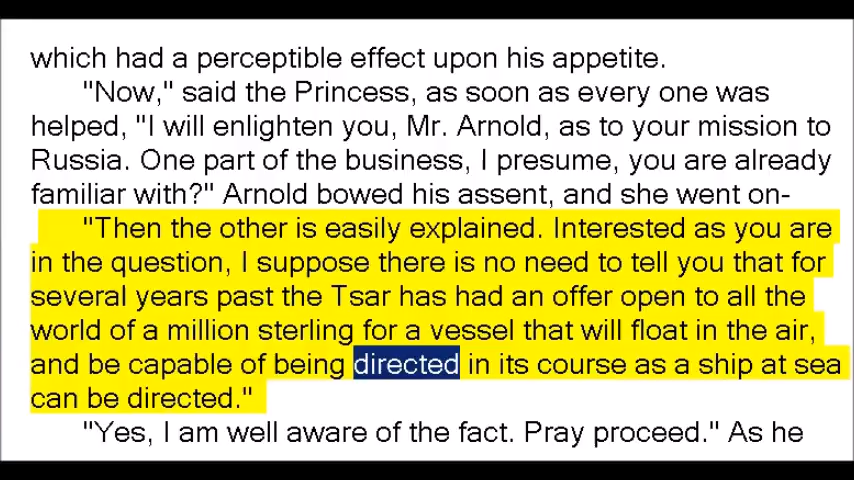 which had a perceptible effect upon his appetite.
"Now," said the Princess, as soon as every one was
helped, "I will enlighten you, Mr. Arnold, as to your mission to
Russia. One part of the business, I presume, you are already
familiar with?" Arnold bowed his assent, and she went on-
"Then the other is easily explained. Interested as you are
in the question, I suppose there is no need to tell you that for
several years past the Tsar has had an offer open to all the
world of a million sterling for a vessel that will float in the air,
and be capable of being directed in its course as a ship at sea
can be directed."
"Yes, I am well aware of the fact. Pray proceed." As he